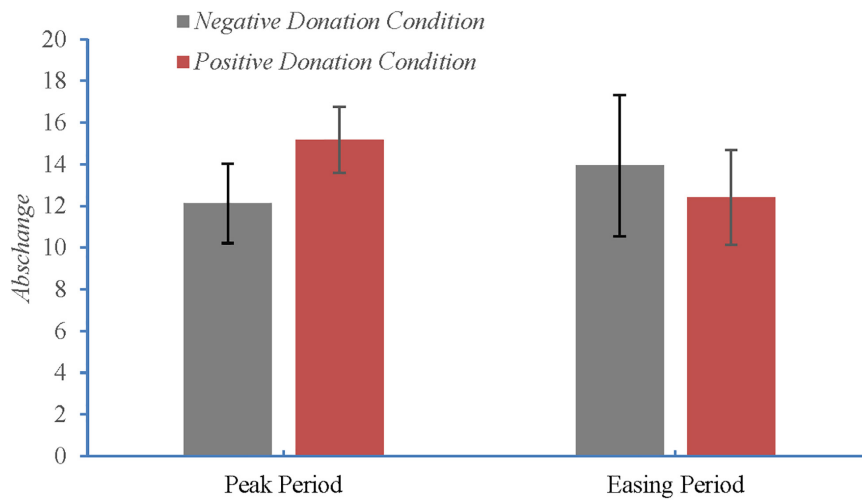 Negative Donation Condition
Positive Donation Condition
20
18
16
14
12
10
8
6
4
2
0
Abschange
Peak Period
Easing Period